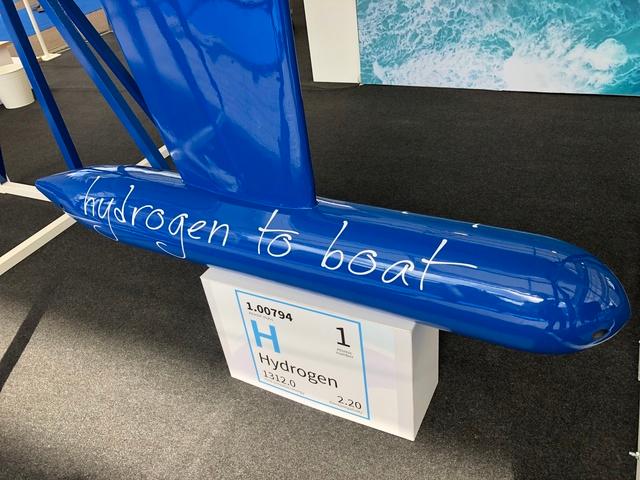 hydrogen to boat
1.00794
H 1
Hydrogen
1312.0
2.20